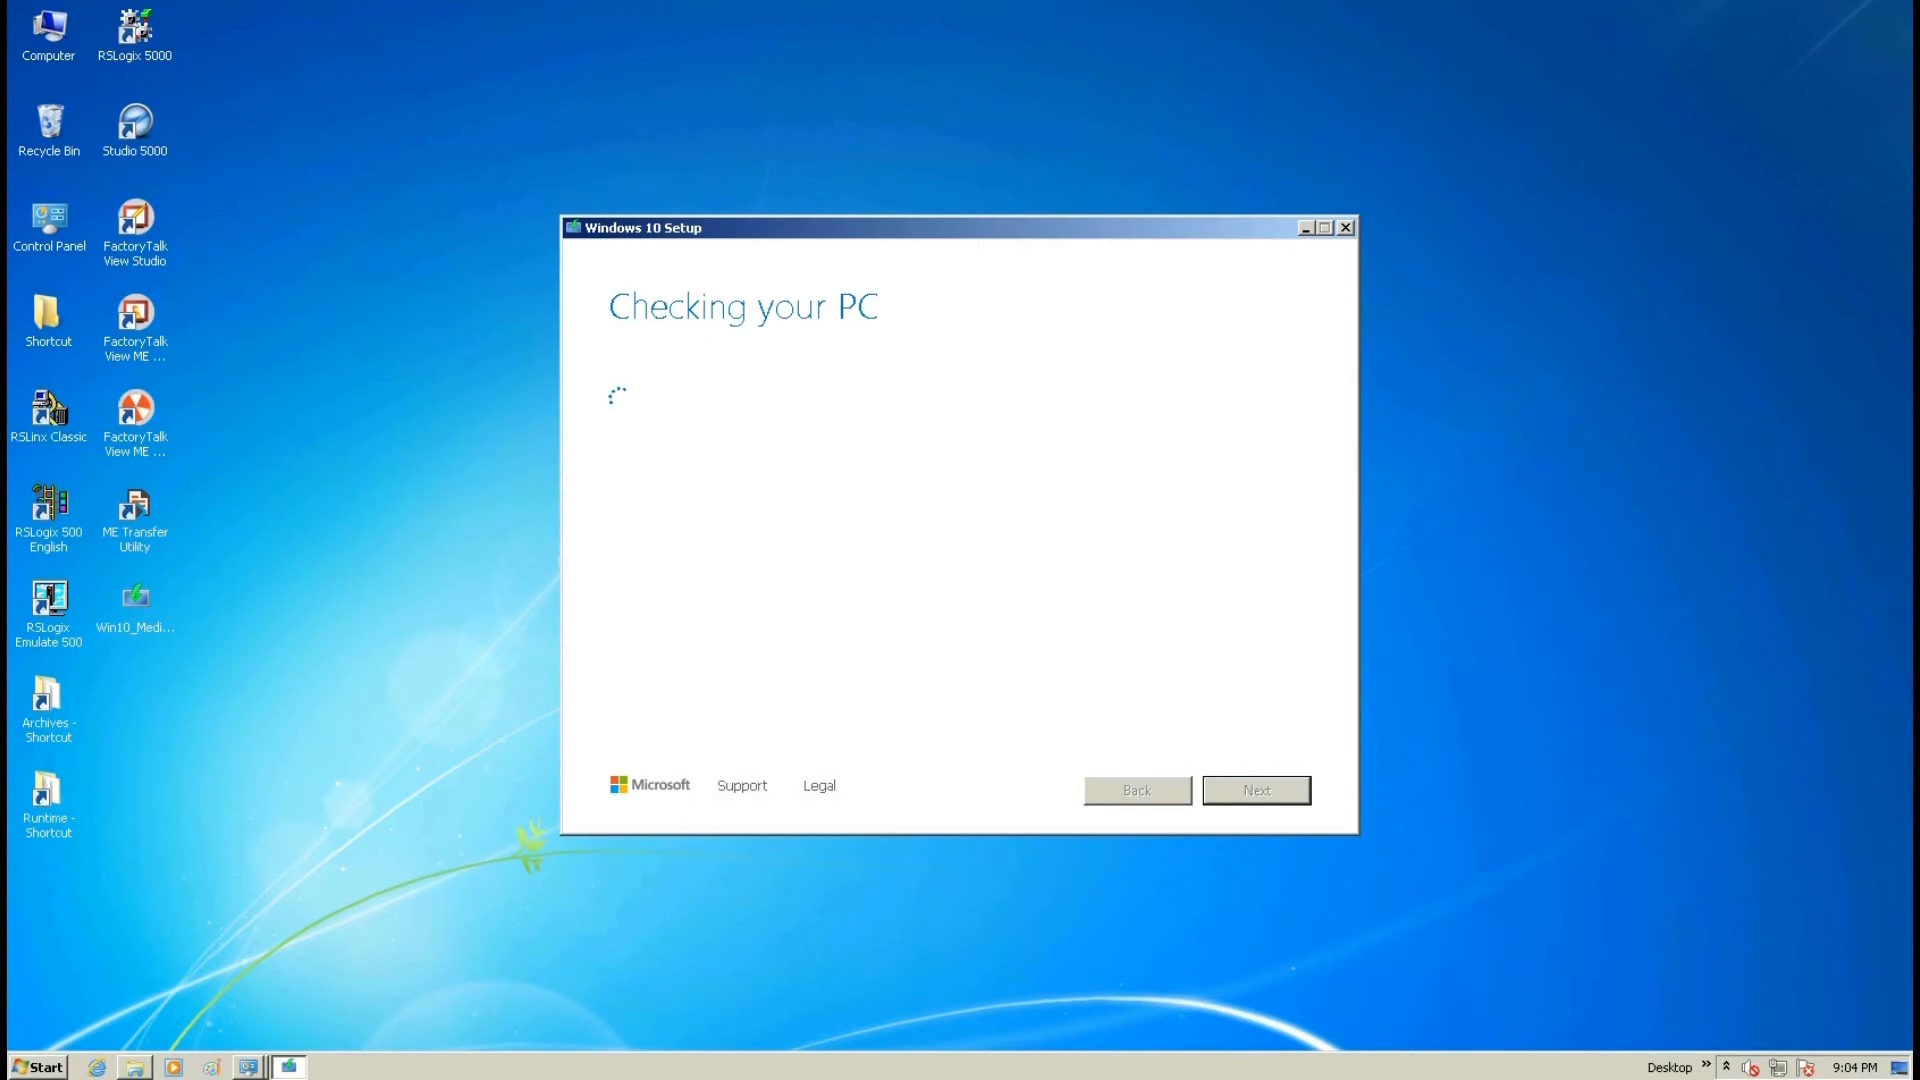 Computer
RSLogix 5000
Recycle Bin
Studio 5000
Control Panel
FactoryTalk
View Studio
Shortcut
FactoryTalk
View ME ...
RSLinx Classic
FactoryTalk
View ME ...
RSLogix 500
English
ME Transfer
Utility
RSLogix
Emulate 500
Win10_Medi...
Archives -
Shortcut
Runtime -
Shortcut
Windows 10 Setup
Checking your PC
Microsoft
Support
Legal
Back
Next
Start
Desktop
9:04 PM